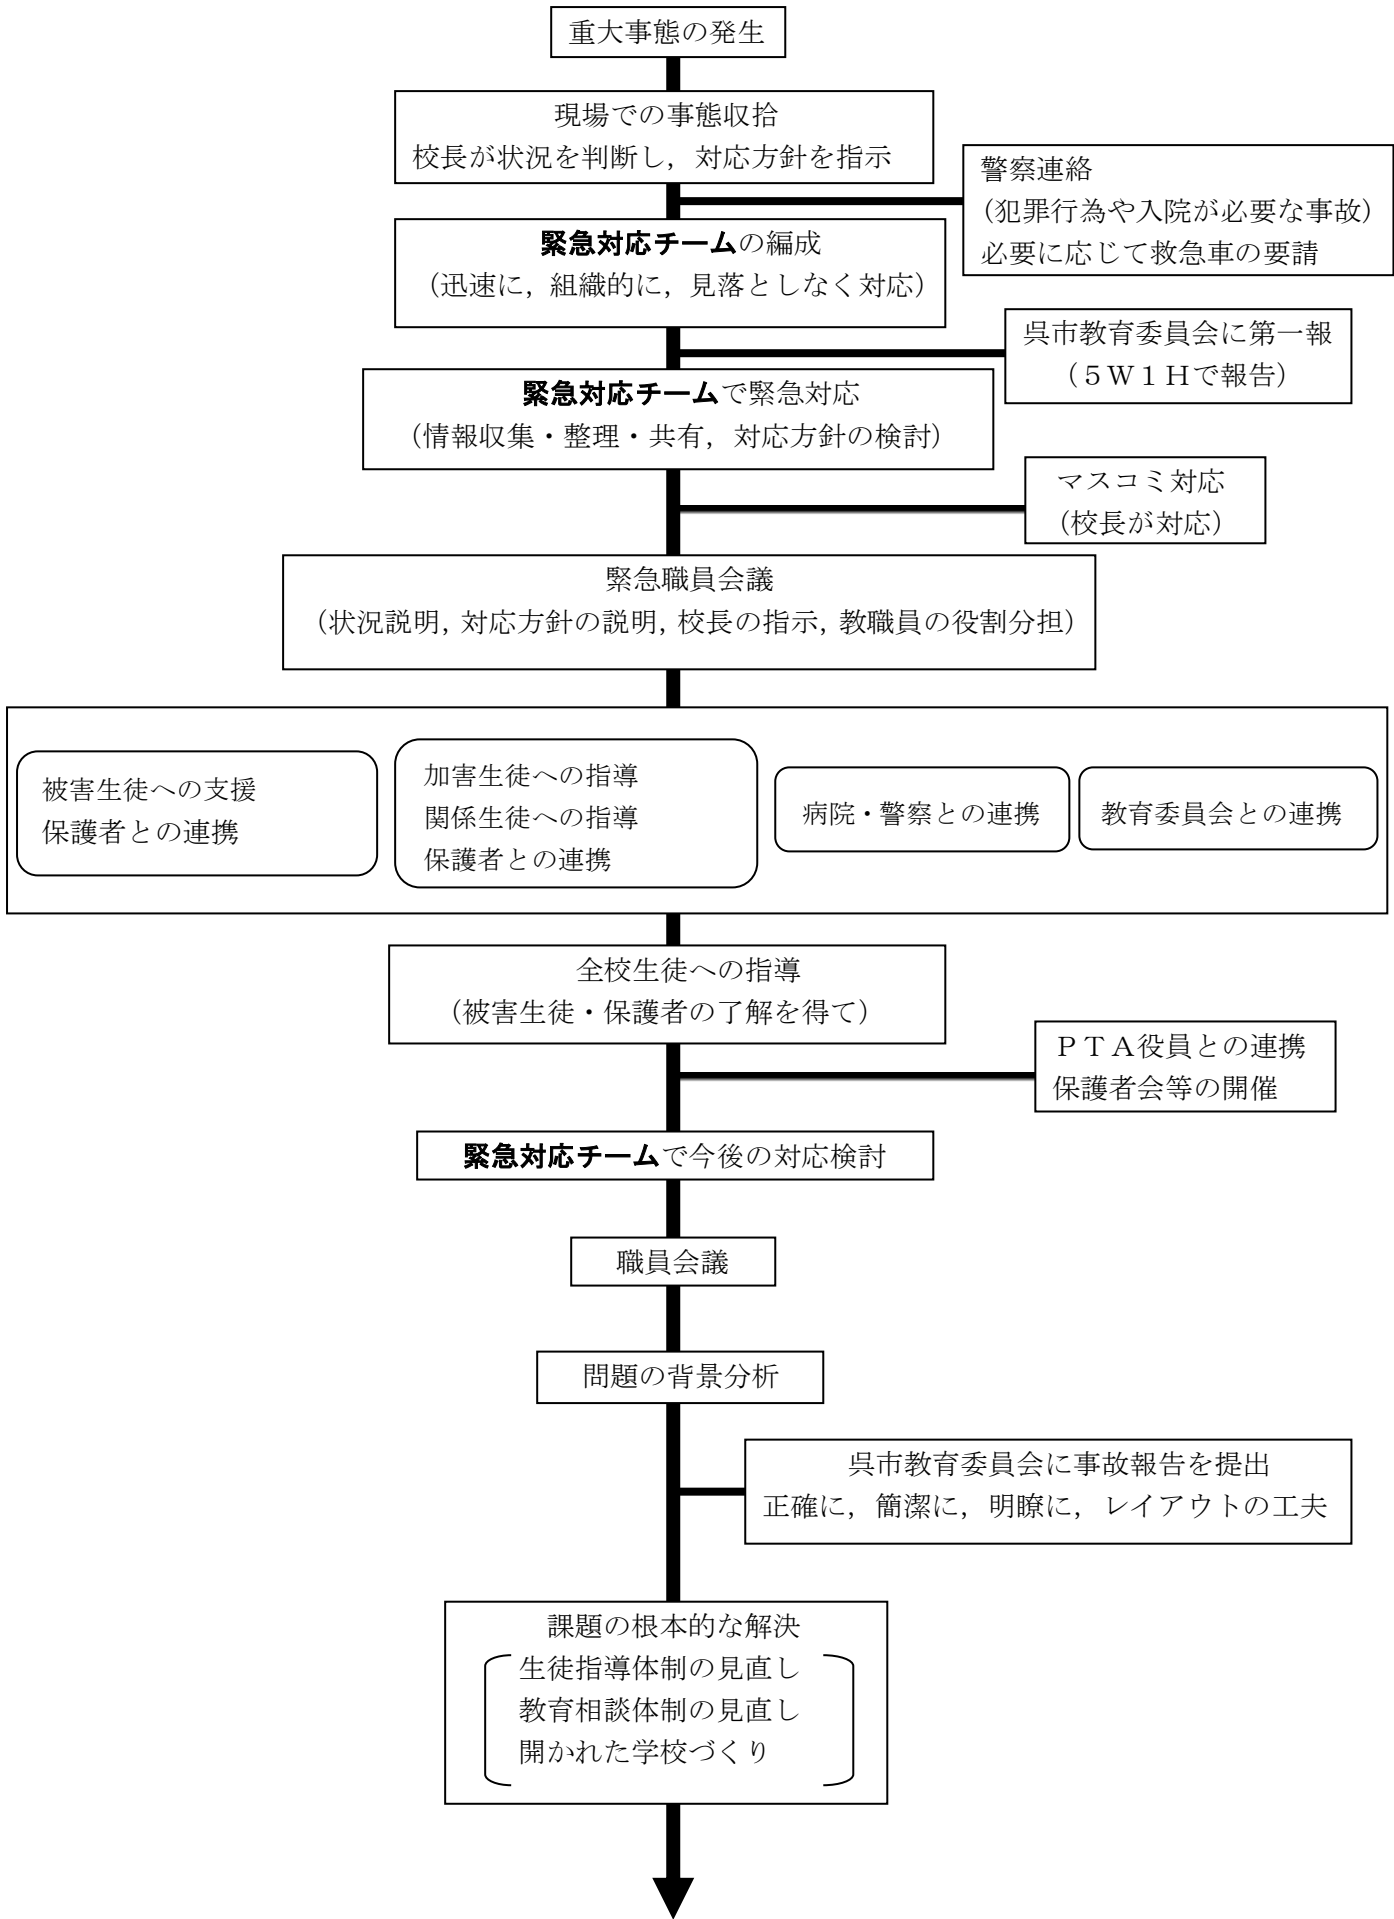 重大事態の発生
現場での事態収拾
校長が状況を判断し，対応方針を指示
警察連絡
（犯罪行為や入院が必要な事故）
必要に応じて救急車の要請
緊急対応チームの編成
（迅速に，組織的に，見落としなく対応）
呉市教育委員会に第一報
（５Ｗ１Ｈで報告）
緊急対応チームで緊急対応
（情報収集・整理・共有，対応方針の検討）
マスコミ対応
（校長が対応）
緊急職員会議
（状況説明，対応方針の説明，校長の指示，教職員の役割分担）
被害生徒への支援
保護者との連携
加害生徒への指導
関係生徒への指導
保護者との連携
病院・警察との連携
教育委員会との連携
全校生徒への指導
（被害生徒・保護者の了解を得て）
ＰＴＡ役員との連携
保護者会等の開催
緊急対応チームで今後の対応検討
職員会議
問題の背景分析
呉市教育委員会に事故報告を提出
正確に，簡潔に，明瞭に，レイアウトの工夫
課題の根本的な解決
生徒指導体制の見直し
教育相談体制の見直し
開かれた学校づくり